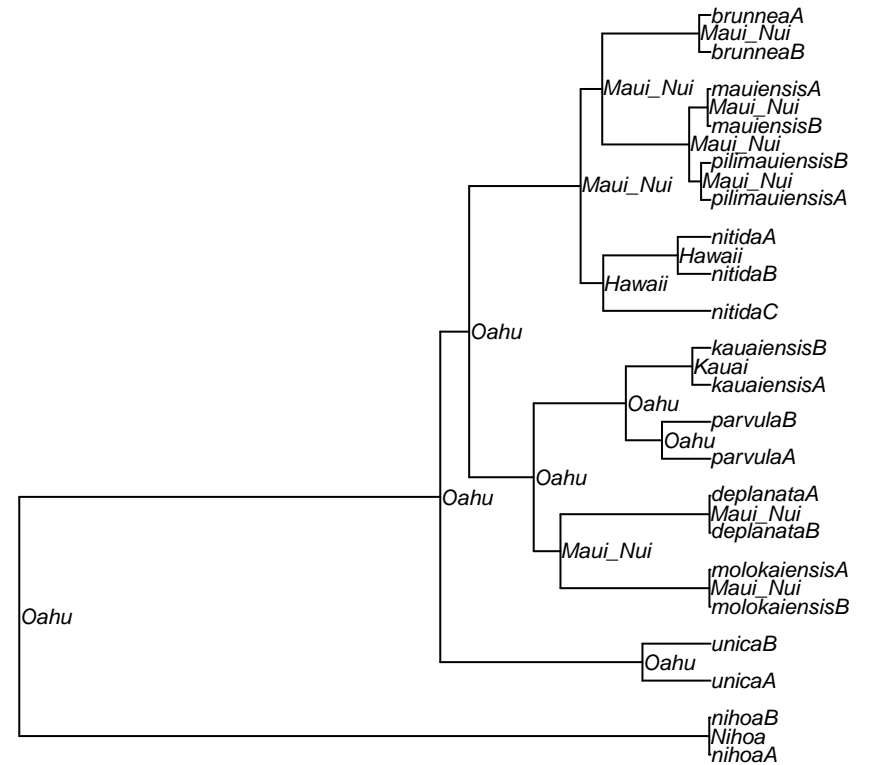 brunneaA
Maui_Nui
brunneaB
Maui_Nui
mauiensisA
Maui_Nui
mauiensisB
Maui_Nui
pilimauiensisB
Maui_Nui
Maui_Nui
pilimauiensisA
nitidaA
Hawaii
nitidaB
Hawaii
nitidaC
Oahu
kauaiensisB
Kauai
kauaiensisA
Oahu
parvulaB
Oahu
parvulaA
Oahu
deplanataA
Oahu
Maui_Nui
deplanataB
Maui_Nui
molokaiensisA
Maui_Nui
molokaiensisB
Oahu
unicaB
Oahu
unicaA
nihoaB
Nihoa
nihoaA